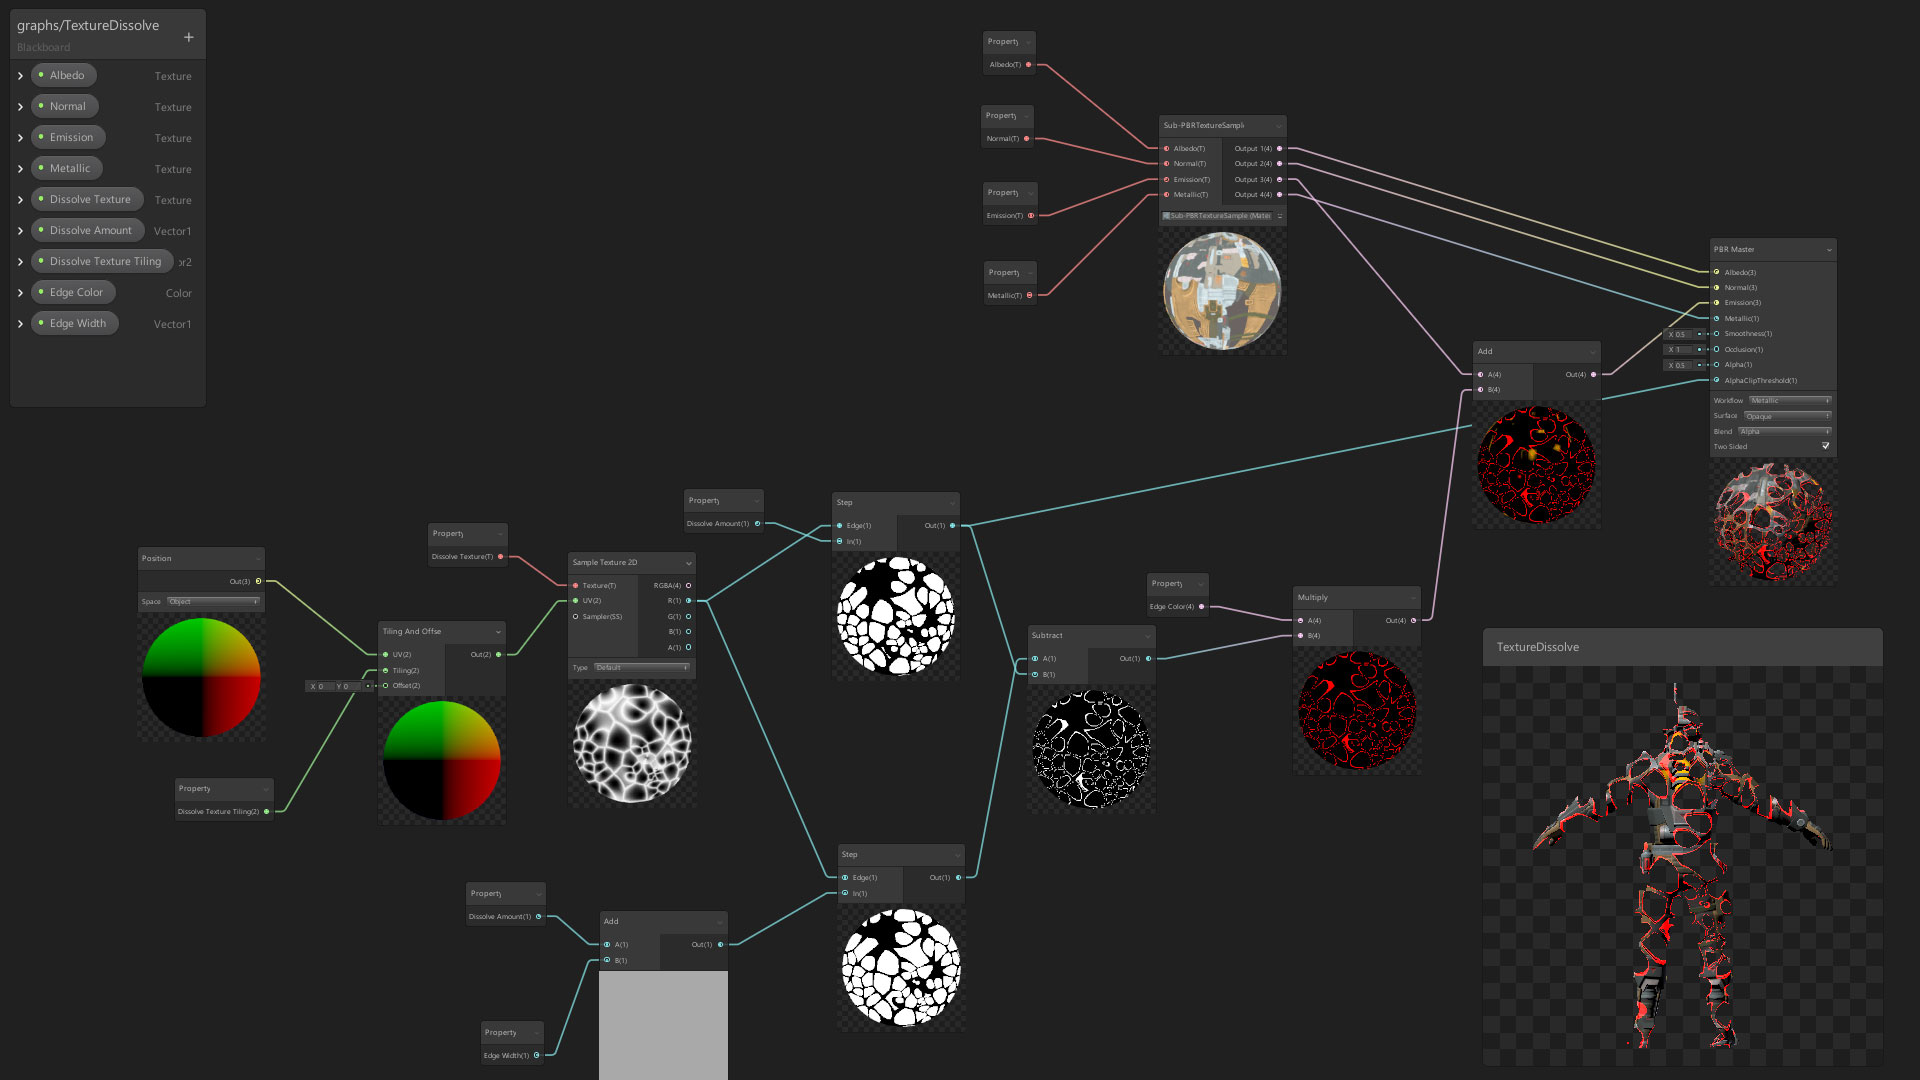 graphs/TextureDissolve
Blackboard
Albedo Texture
Normal Texture
Emission Texture
Metallic Texture
Dissolve Texture Texture
Dissolve Amount Vector1
Dissolve Texture Tiling or2
Edge Color Color
Edge Width Vector1
Property
Albedo(T)
Property
Normal(T)
Property
Emission(T)
Property
Metallic(T)
Sub-PBRTextureSampl
Albedo(T) Output 1(4)
Normal(T) Output 2(4)
Emission(T) Output 3(4)
Metallic(T) Output 4(4)
Sub-PBRTextureSample (Mater
PBR Master
Albedo(3)
Normal(3)
Emission(3)
Metallic(1)
X 0.5 Smoothness(1)
X 1 Occlusion(1)
X 0.5 Alpha(1)
AlphaClipThreshold(1)
Workflow Metallic
Surface Opaque
Blend Alpha
Two Sided
Add
A(4) Out(4)
B(4)
Property
Dissolve Amount(1)
Step
Edge(1) Out(1)
In(1)
Property
Dissolve Texture(T)
Position
Out(3)
Space Object
Sample Texture 2D
Texture(T) RGBA(4)
UV(2) R(1)
Sampler(SS) G(1)
B(1)
A(1)
Type Default
Tiling And Offse
UV(2) Out(2)
Tiling(2)
X 0 Y 0 Offset(2)
Property
Dissolve Texture Tiling(2)
Property
Edge Color(4)
Multiply
A(4) Out(4)
B(4)
Subtract
A(1) Out(1)
B(1)
TextureDissolve
Step
Edge(1) Out(1)
In(1)
Property
Dissolve Amount(1)
Add
A(1) Out(1)
B(1)
Property
Edge Width(1)